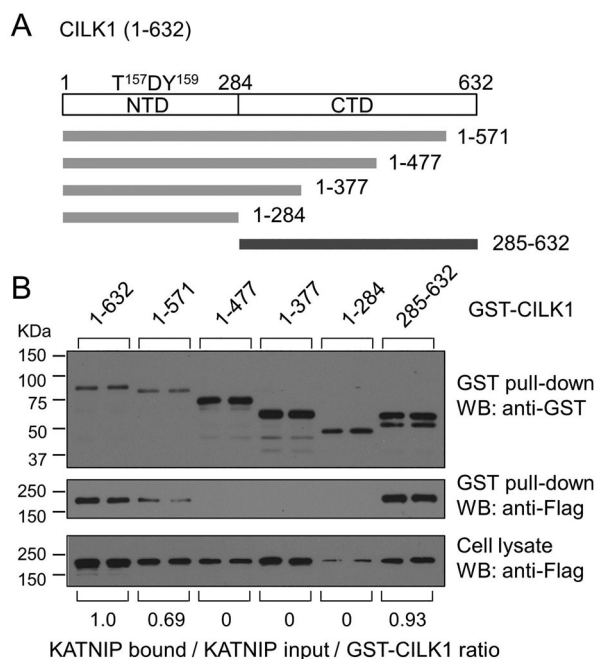 A CILK1 (1-632)
1 T¹⁵⁷DY¹⁵⁹ 284 632
NTD CTD
1-571
1-477
1-377
1-284
285-632
B 1-632 1-571 1-477 1-377 1-284 285-632 GST-CILK1
KDa
150
100
75
50
37
GST pull-down
WB: anti-GST
250
150
GST pull-down
WB: anti-Flag
250
150
Cell lysate
WB: anti-Flag
1.0 0.69 0 0 0 0.93
KATNIP bound / KATNIP input / GST-CILK1 ratio